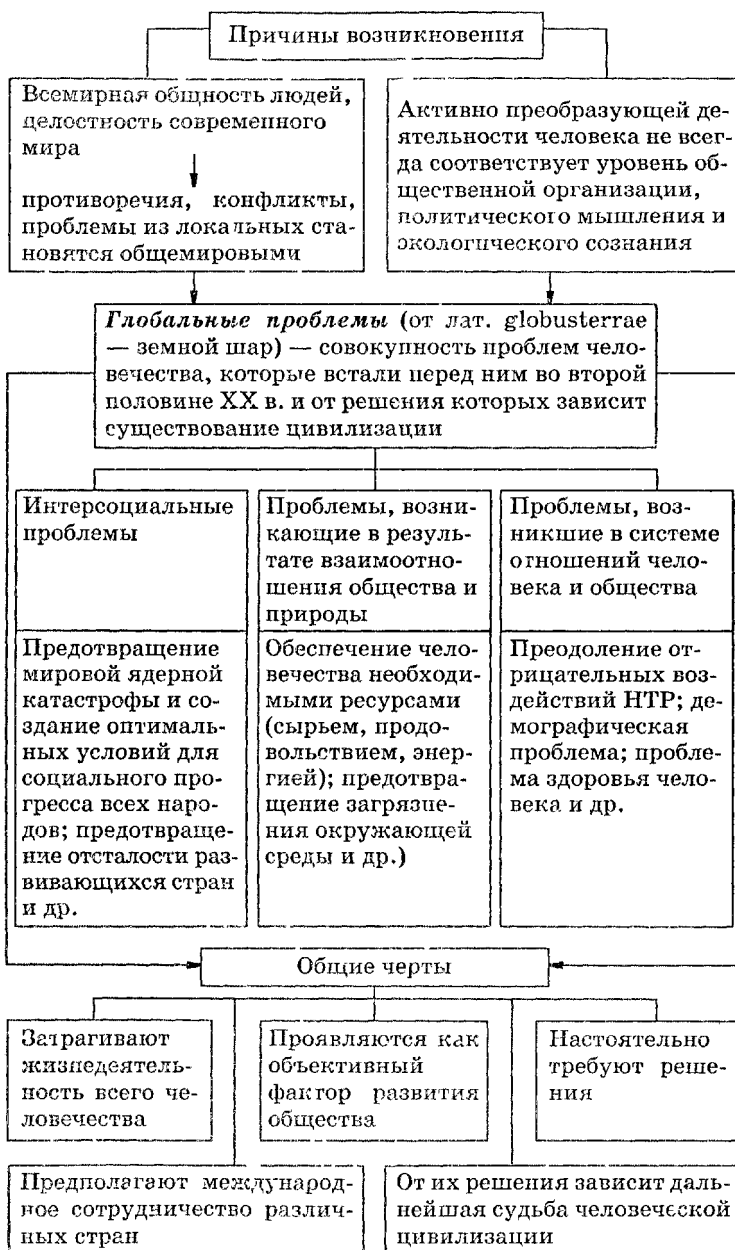 Причины возникновения
Всемирная общность людей,
целостность современного
мира
противоречия, конфликты,
проблемы из локальных ста-
новятся общемировыми
Активно преобразующей де-
ятельности человека не всег-
да соответствует уровень об-
щественной организации,
политического мышления и
экологического сознания
Глобальные проблемы (от лат. globusterrae
— земной шар) — совокупность проблем чело-
вечества, которые встали перед ним во второй
половине XX в. и от решения которых зависит
существование цивилизации
Интерсоциальные
проблемы
Проблемы, возни-
кающие в резуль-
тате взаимоотно-
шения общества и
природы
Проблемы, воз-
никшие в системе
отношений чело-
века и общества
Предотвращение
мировой ядерной
катастрофы и со-
здание оптималь-
ных условий для
социального про-
гресса всех наро-
дов; предотвраще-
ние отсталости раз-
вивающихся стран
и др.
Обеспечение чело-
вечества необходи-
мыми ресурсами
(сырьем, продо-
вольствием, энер-
гией); предотвра-
щение загрязне-
ния окружающей
среды и др.)
Преодоление от-
рицательных воз-
действий НТР; де-
мографическая
проблема; пробле-
ма здоровья чело-
века и др.
Общие черты
Затрагивают
жизнедеятель-
ность всего че-
ловечества
Проявляются как
объективный
фактор развития
общества
Настоятельно
требуют реше-
ния
Предполагают международ-
ное сотрудничество различ-
ных стран
От их решения зависит даль-
нейшая судьба человеческой
цивилизации